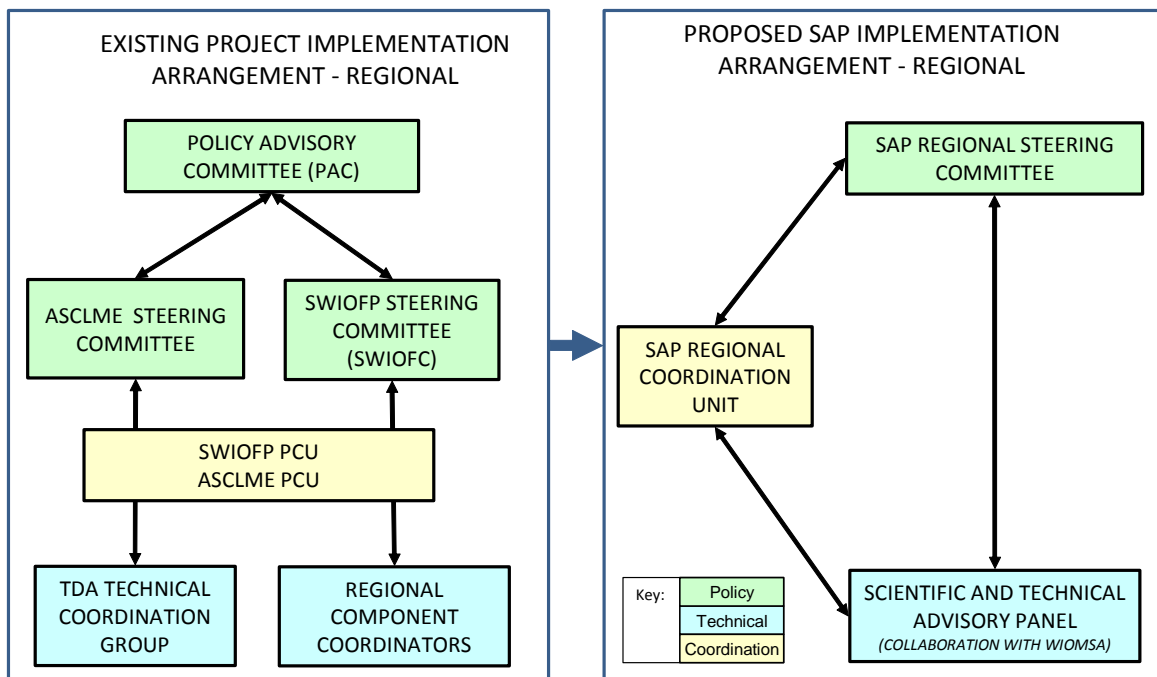 EXISTING PROJECT IMPLEMENTATION
ARRANGEMENT - REGIONAL
POLICY ADVISORY
COMMITTEE (PAC)
ASCLME STEERING
COMMITTEE
SWIOFP STEERING
COMMITTEE
(SWIOFC)
SWIOFP PCU
ASCLME PCU
TDA TECHNICAL
COORDINATION
GROUP
REGIONAL
COMPONENT
COORDINATORS
PROPOSED SAP IMPLEMENTATION
ARRANGEMENT - REGIONAL
SAP REGIONAL STEERING
COMMITTEE
SAP REGIONAL
COORDINATION
UNIT
Key:
Policy
Technical
Coordination
SCIENTIFIC AND TECHNICAL
ADVISORY PANEL
(COLLABORATION WITH WIOMSA)